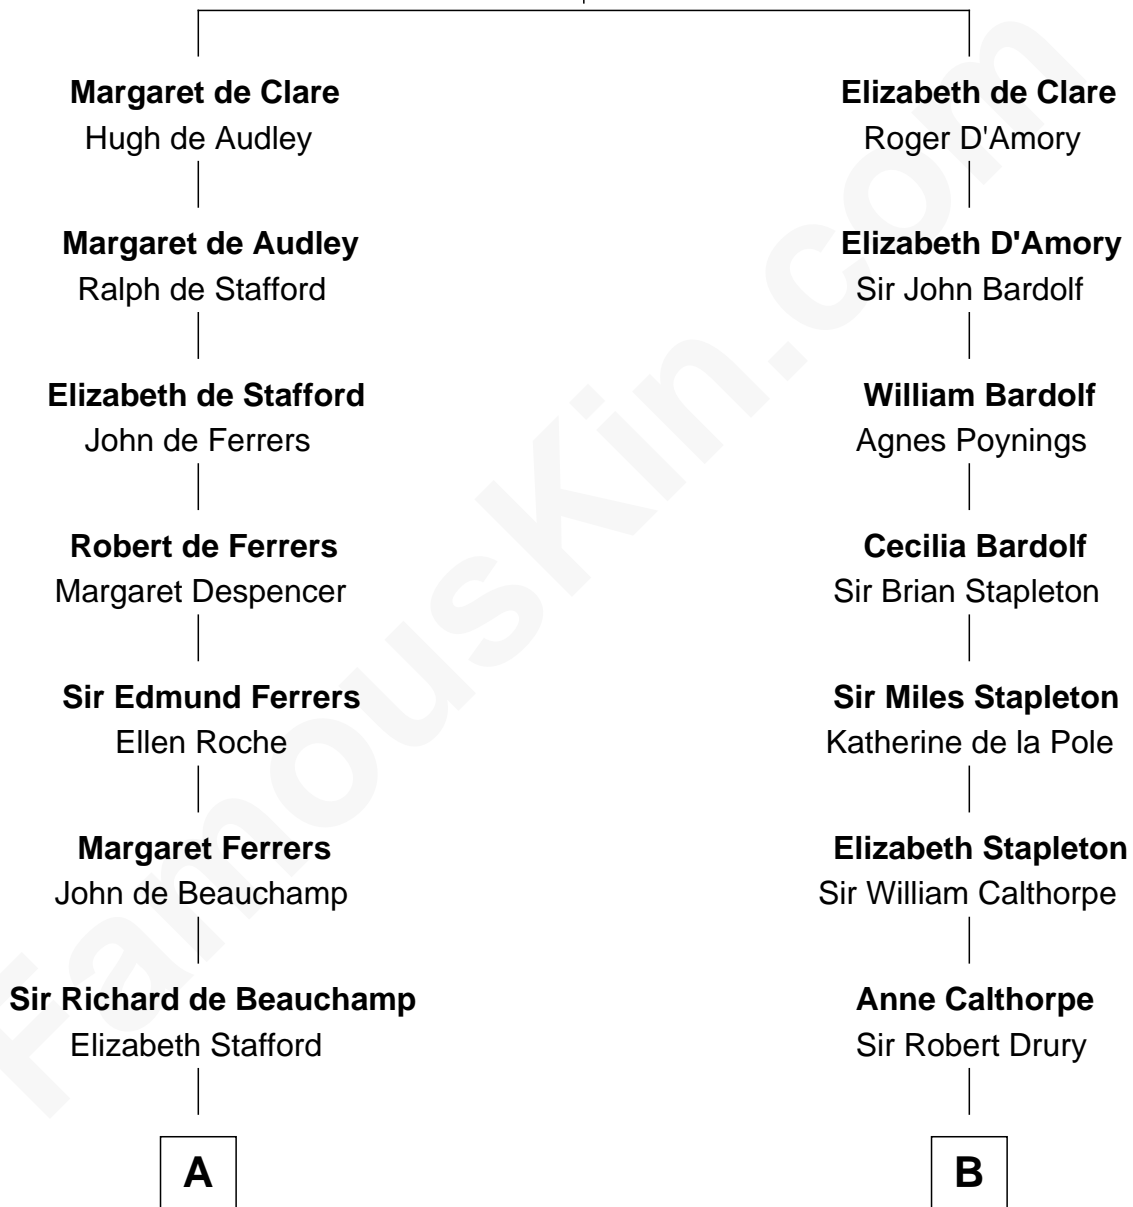 Margaret de Clare
Hugh de Audley
Margaret de Audley
Ralph de Stafford
Elizabeth de Stafford
John de Ferrers
Robert de Ferrers
Margaret Despencer
Sir Edmund Ferrers
Ellen Roche
Margaret Ferrers
John de Beauchamp
Sir Richard de Beauchamp
Elizabeth Stafford
A
Elizabeth de Clare
Roger D'Amory
Elizabeth D'Amory
Sir John Bardolf
William Bardolf
Agnes Poynings
Cecilia Bardolf
Sir Brian Stapleton
Sir Miles Stapleton
Katherine de la Pole
Elizabeth Stapleton
Sir William Calthorpe
Anne Calthorpe
Sir Robert Drury
B
FamousKin.com